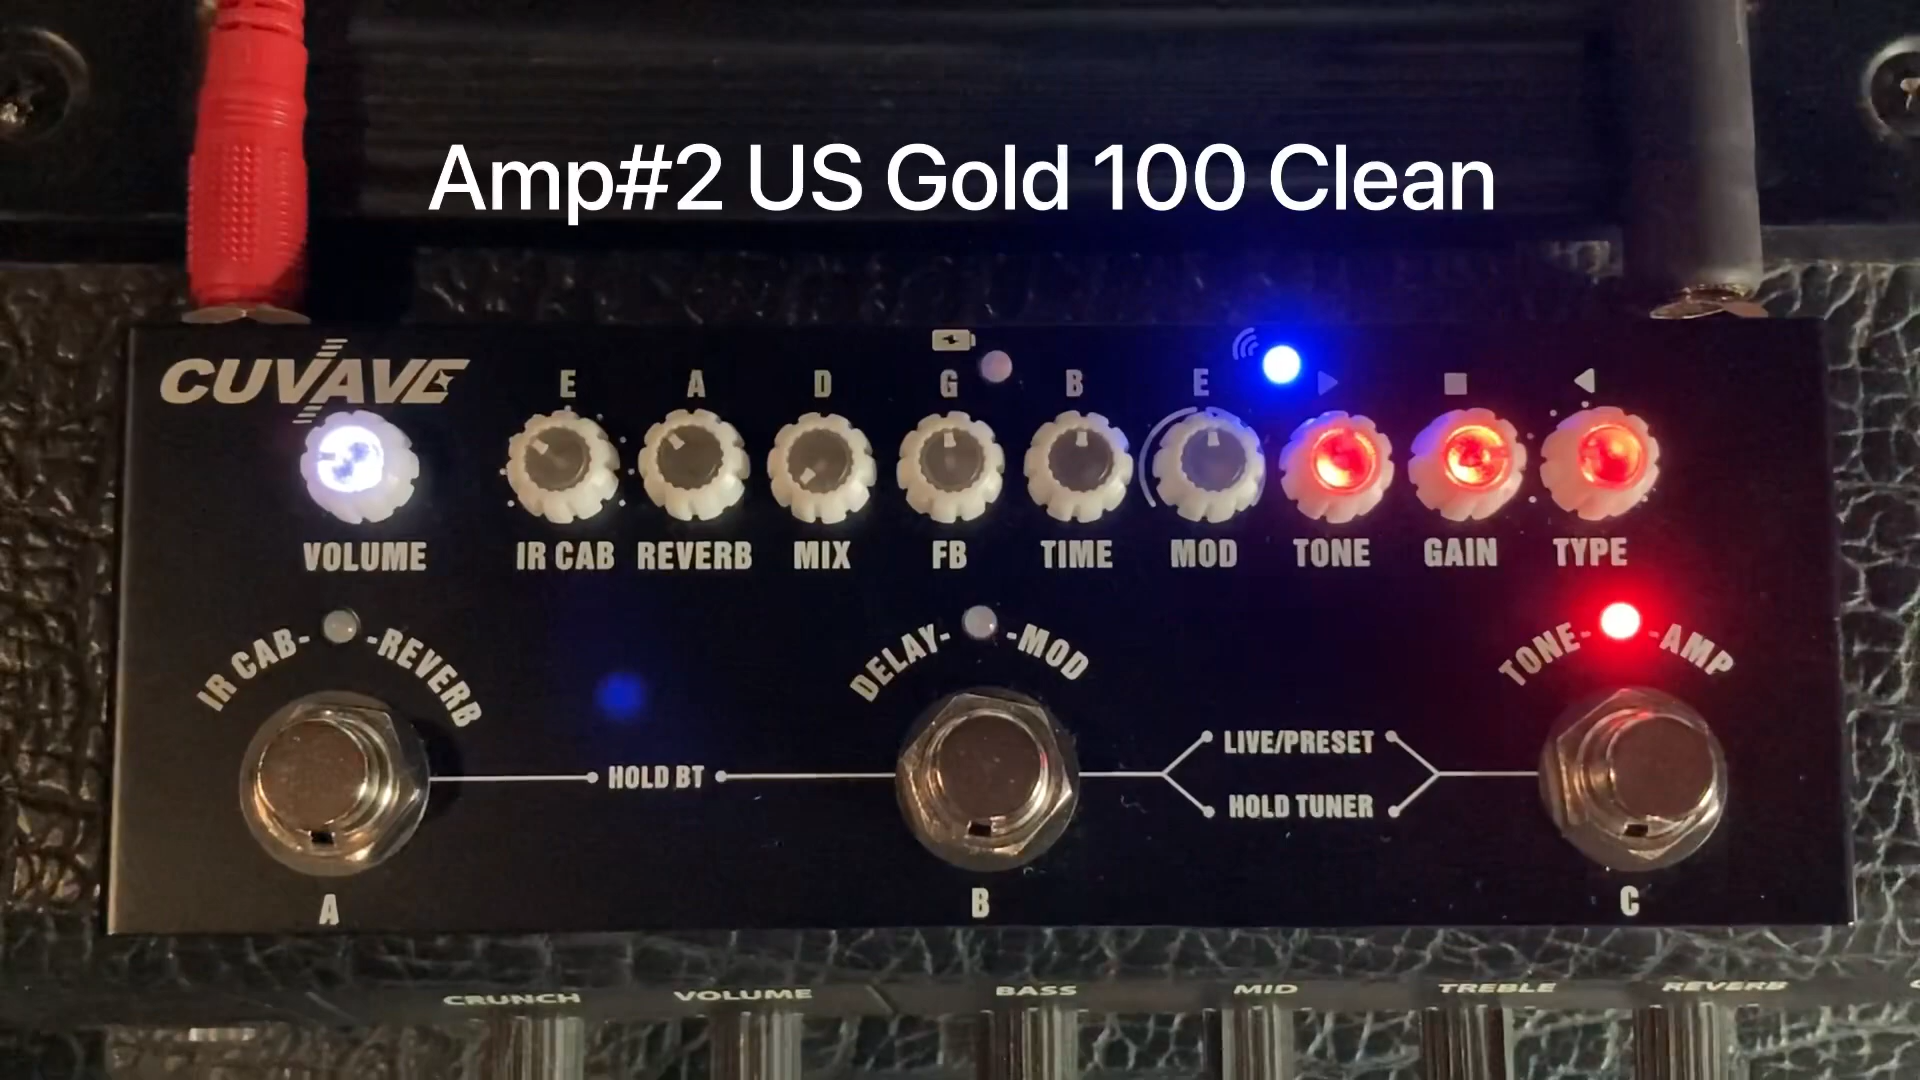 Amp#2 US Gold 100 Clean
CUVAVE
E A D G B E
VOLUME IR CAB REVERB MIX FB TIME MOD TONE GAIN TYPE
IR CAB- -REVERB
DELAY- -MOD
TONE- -AMP
LIVE/PRESET
HOLD BT
HOLD TUNER
A B C
CRUNCH VOLUME BASS MID TREBLE REVERB